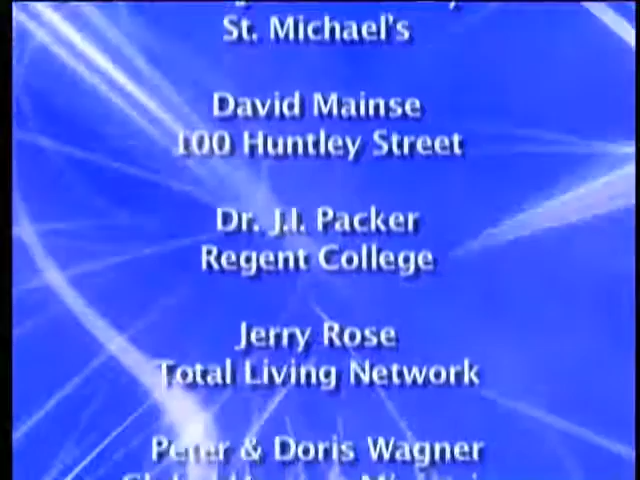 St. Michael's
David Mainse
100 Huntley Street
Dr. J.I. Packer
Regent College
Jerry Rose
Total Living Network
Peter & Doris Wagner